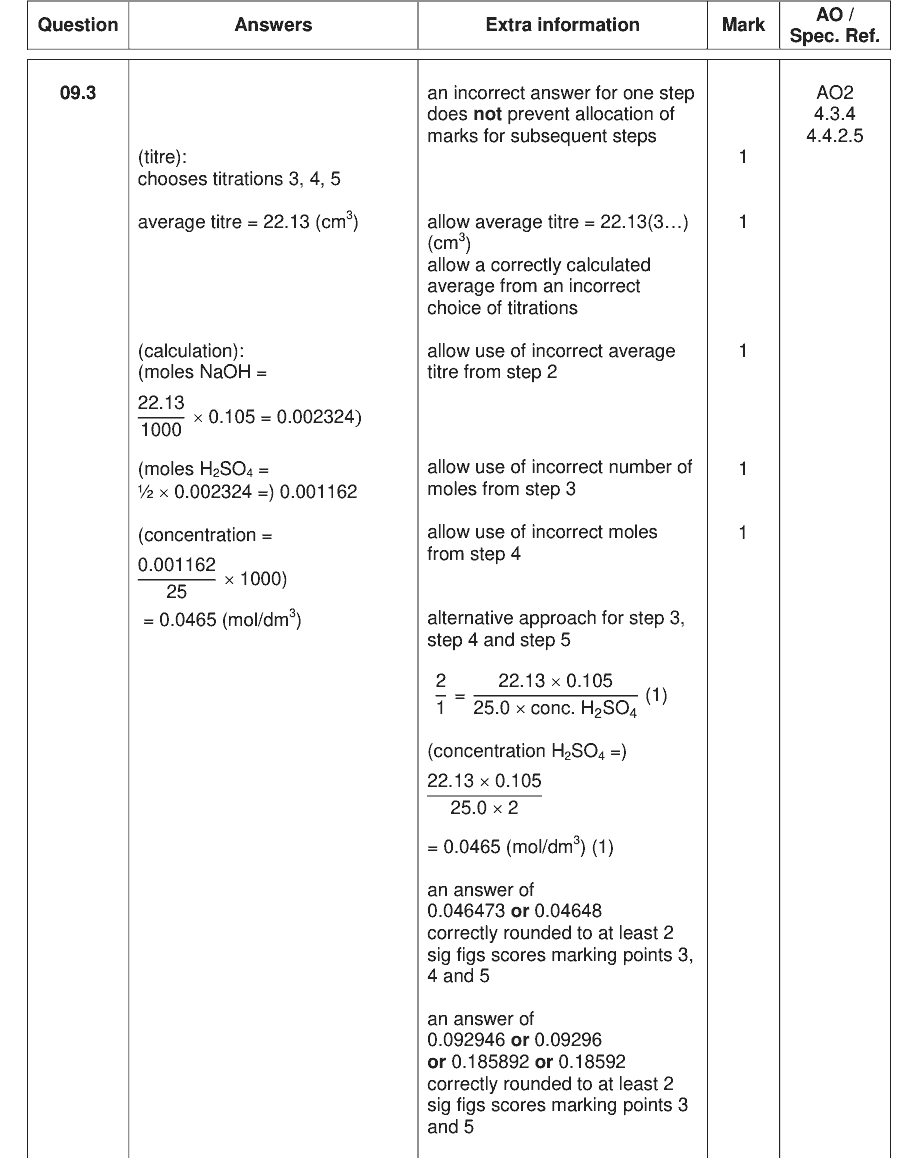 Question Answers Extra information Mark AO /
Spec. Ref.
09.3 an incorrect answer for one step AO2
does not prevent allocation of 4.3.4
marks for subsequent steps 4.4.2.5
(titre): 1
chooses titrations 3, 4, 5
average titre = 22.13 (cm³) allow average titre = 22.13(3…) 1
(cm³)
allow a correctly calculated
average from an incorrect
choice of titrations
(calculation): allow use of incorrect average 1
(moles NaOH = titre from step 2
22.13
1000
× 0.105 = 0.002324)
(moles H₂SO₄ = allow use of incorrect number of 1
½ × 0.002324 =) 0.001162 moles from step 3
(concentration = allow use of incorrect moles 1
from step 4
0.001162
25
× 1000)
= 0.0465 (mol/dm³) alternative approach for step 3,
step 4 and step 5
2
1
=
22.13 × 0.105
25.0 × conc. H₂SO₄
(1)
(concentration H₂SO₄ =)
22.13 × 0.105
25.0 × 2
= 0.0465 (mol/dm³) (1)
an answer of
0.046473 or 0.04648
correctly rounded to at least 2
sig figs scores marking points 3,
4 and 5
an answer of
0.092946 or 0.09296
or 0.185892 or 0.18592
correctly rounded to at least 2
sig figs scores marking points 3
and 5